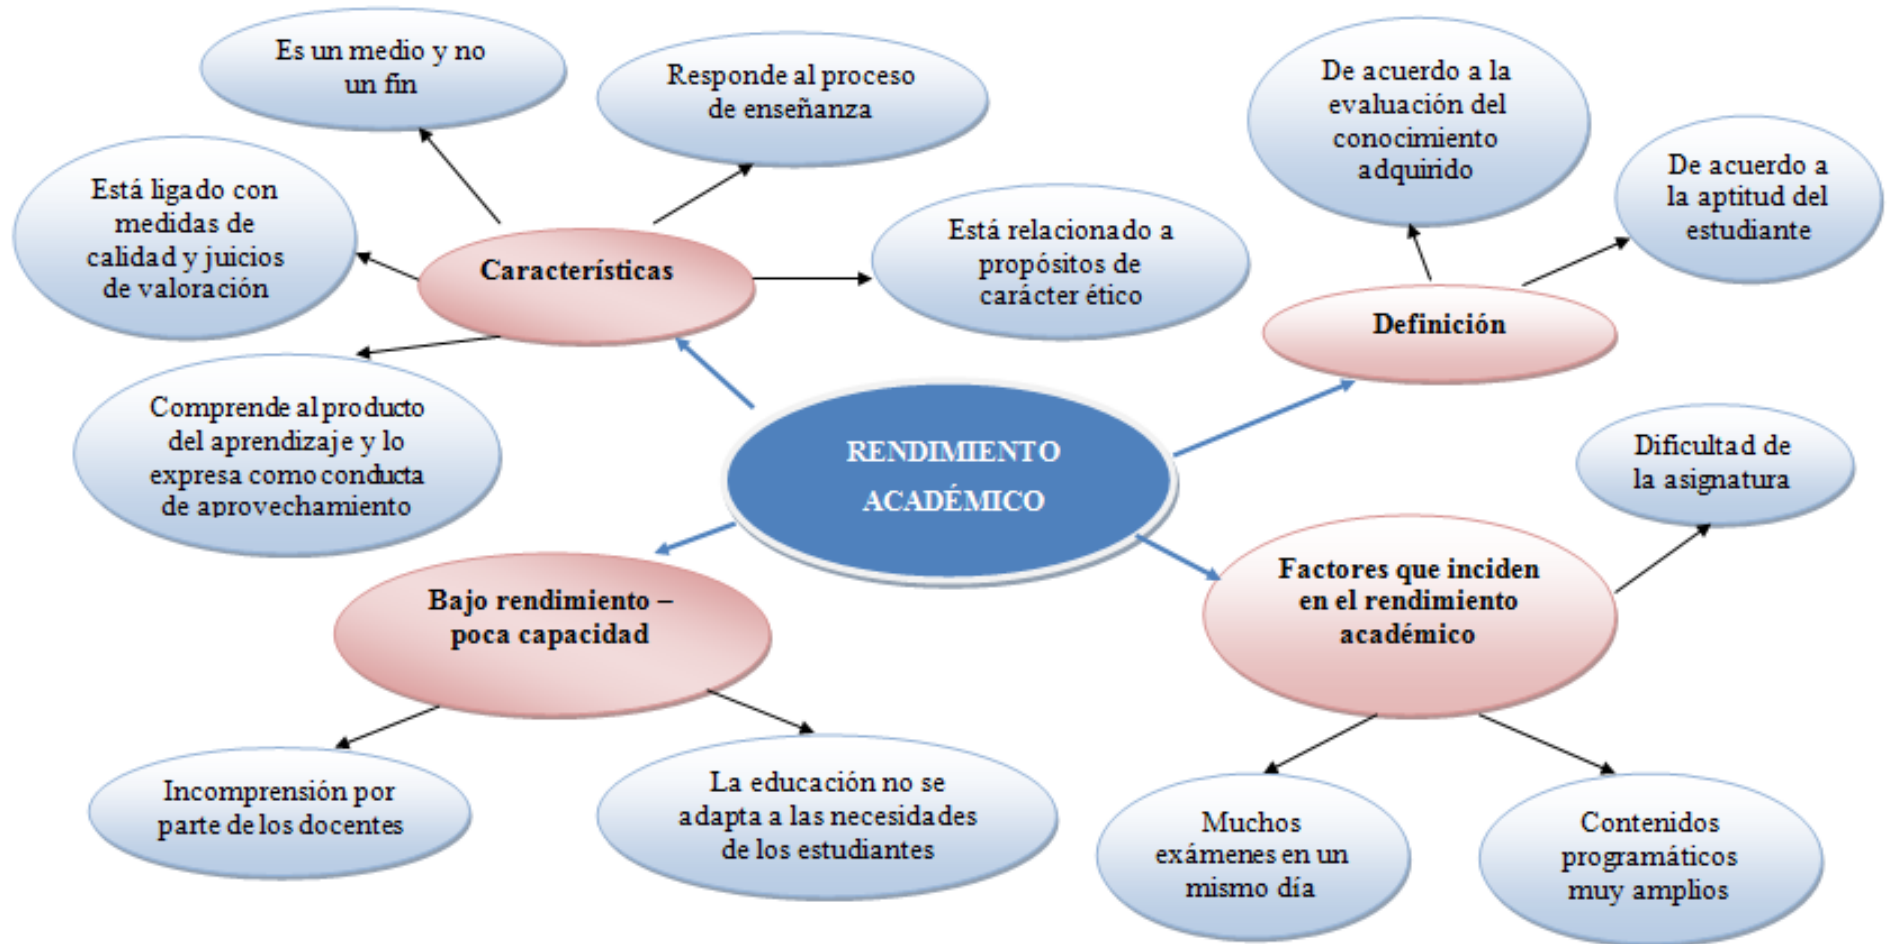 Es un medio y no
un fin
Responde al proceso
de enseñanza
De acuerdo a la
evaluación del
conocimiento
adquirido
De acuerdo a
la aptitud del
estudiante
Está ligado con
medidas de
calidad y juicios
de valoración
Está relacionado a
propósitos de
carácter ético
Características
Definición
Comprende al producto
del aprendizaje y lo
expresa como conducta
de aprovechamiento
RENDIMIENTO
ACADÉMICO
Dificultad de
la asignatura
Bajo rendimiento –
poca capacidad
Factores que inciden
en el rendimiento
académico
Incomprensión por
parte de los docentes
La educación no se
adapta a las necesidades
de los estudiantes
Muchos
exámenes en un
mismo día
Contenidos
programáticos
muy amplios